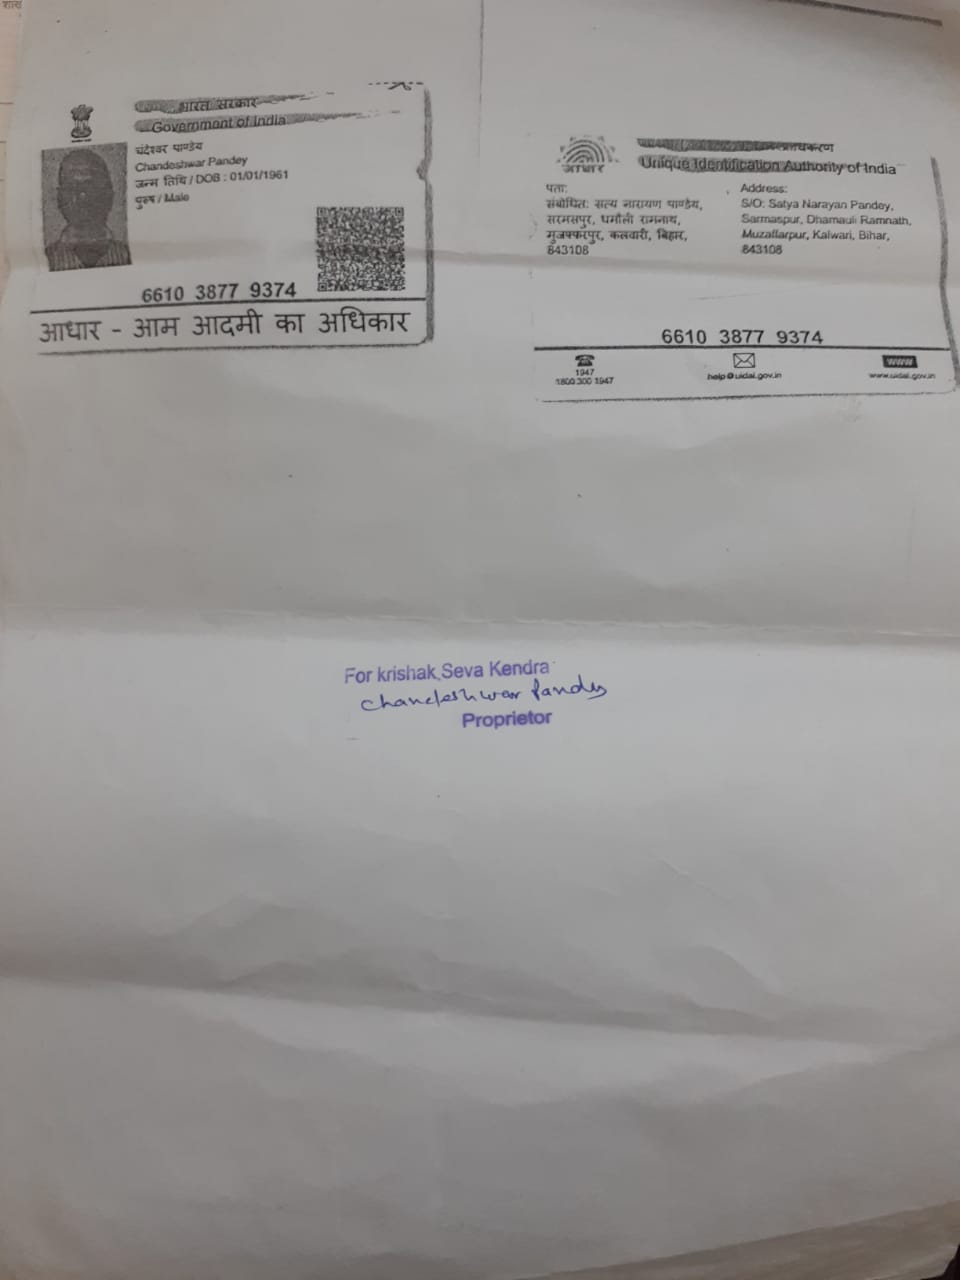 शास
भारत सरकार
Government of India
चंदेश्वर पाण्डेय
Chandeshwar Pandey
जन्म तिथि / DOB : 01/01/1961
पुरुष / Male
6610 3877 9374
आधार - आम आदमी का अधिकार
आधार
प्राधिकरण
Unique Identification Authority of India
पता:
संबोधित: सत्य नारायण पाण्डेय,
सरमसपुर, धमौली रामनाथ,
मुजफ्फरपुर, कलवारी, बिहार,
843108
Address:
S/O: Satya Narayan Pandey,
Sarmaspur, Dhamauli Ramnath,
Muzaffarpur, Kalwari, Bihar,
843108
6610 3877 9374
1947
1800 300 1947
help@uidai.gov.in
www
www.uidai.gov.in
For krishak Seva Kendra
Chandeshwar Pandey
Proprietor